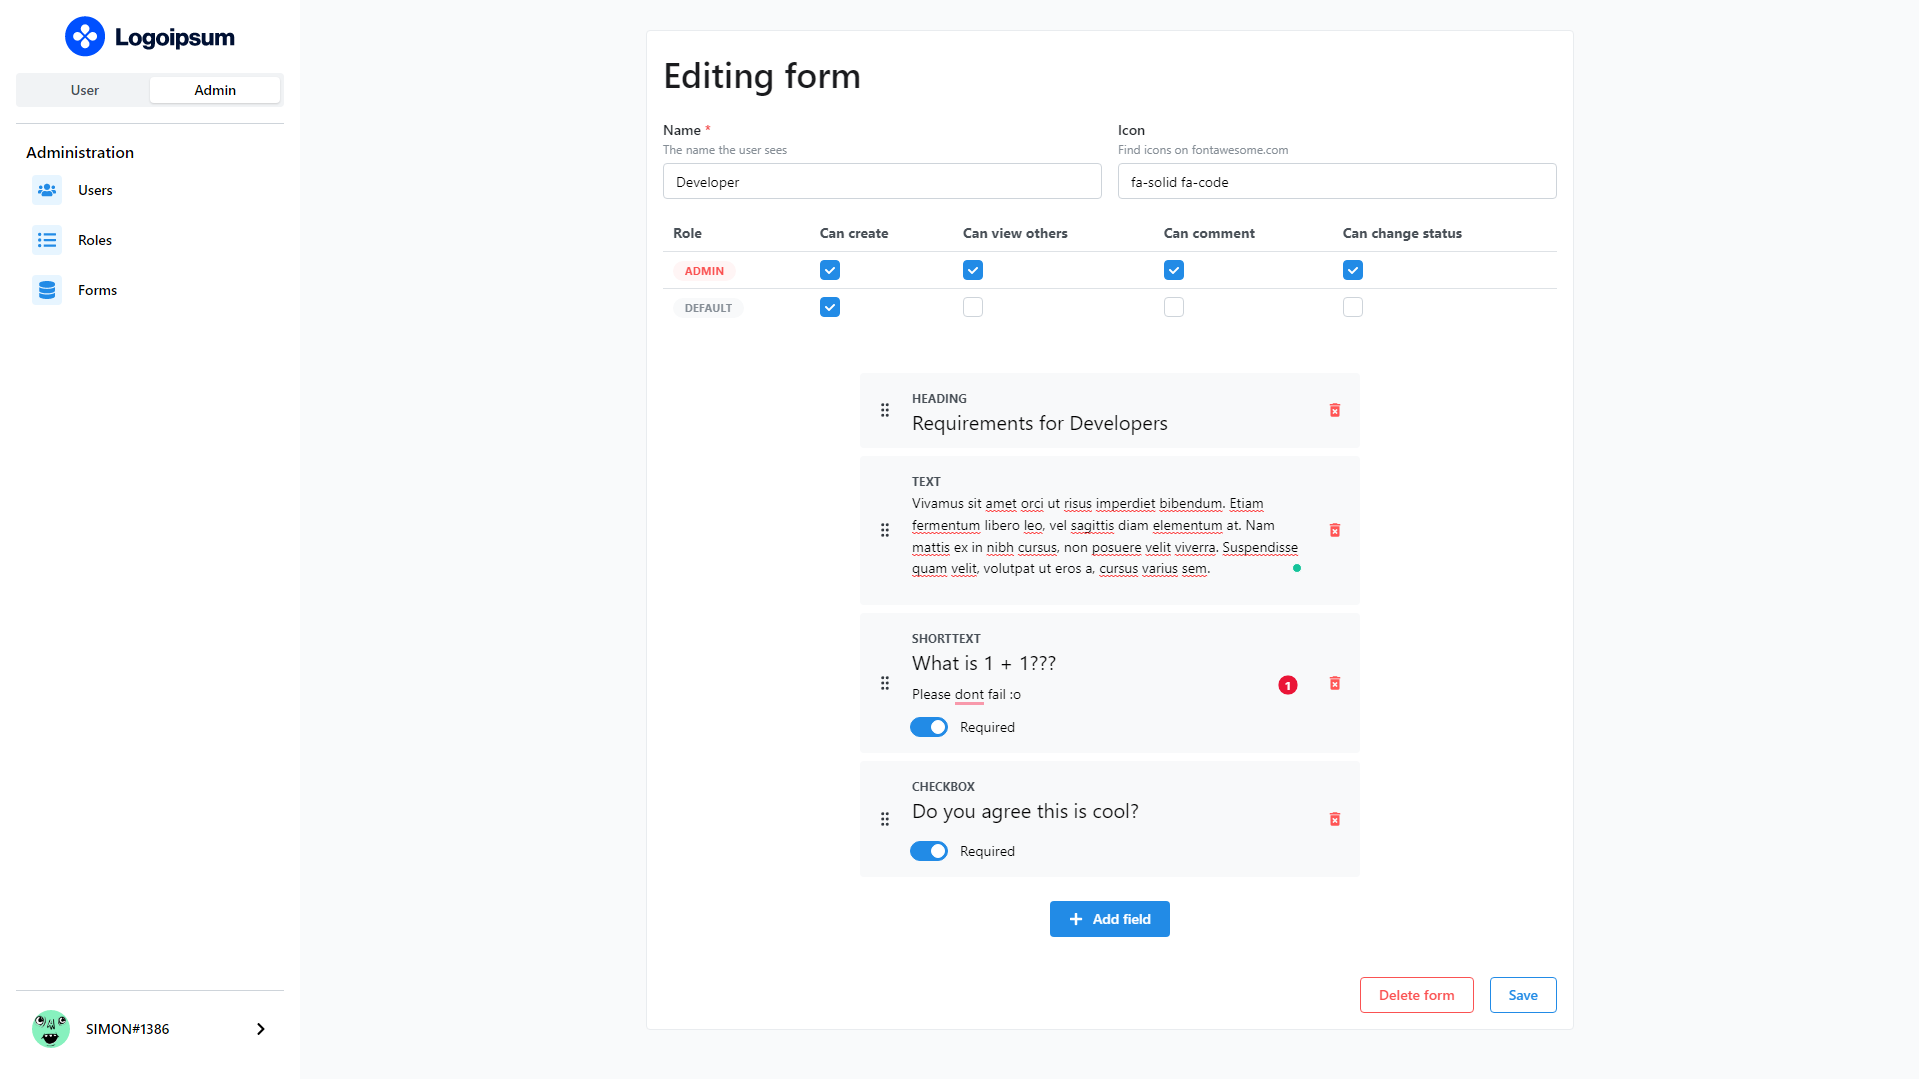 Logoipsum
User
Admin
Administration
Users
Roles
Forms
SIMON#1386
Editing form
Name *
The name the user sees
Developer
Icon
Find icons on fontawesome.com
fa-solid fa-code
Role Can create Can view others Can comment Can change status
ADMIN
DEFAULT
HEADING
Requirements for Developers
TEXT
Vivamus sit amet orci ut risus imperdiet bibendum. Etiam
fermentum libero leo, vel sagittis diam elementum at. Nam
mattis ex in nibh cursus, non posuere velit viverra. Suspendisse
quam velit, volutpat ut eros a, cursus varius sem.
SHORTTEXT
What is 1 + 1???
Please dont fail :o
1
Required
CHECKBOX
Do you agree this is cool?
Required
Add field
Delete form
Save